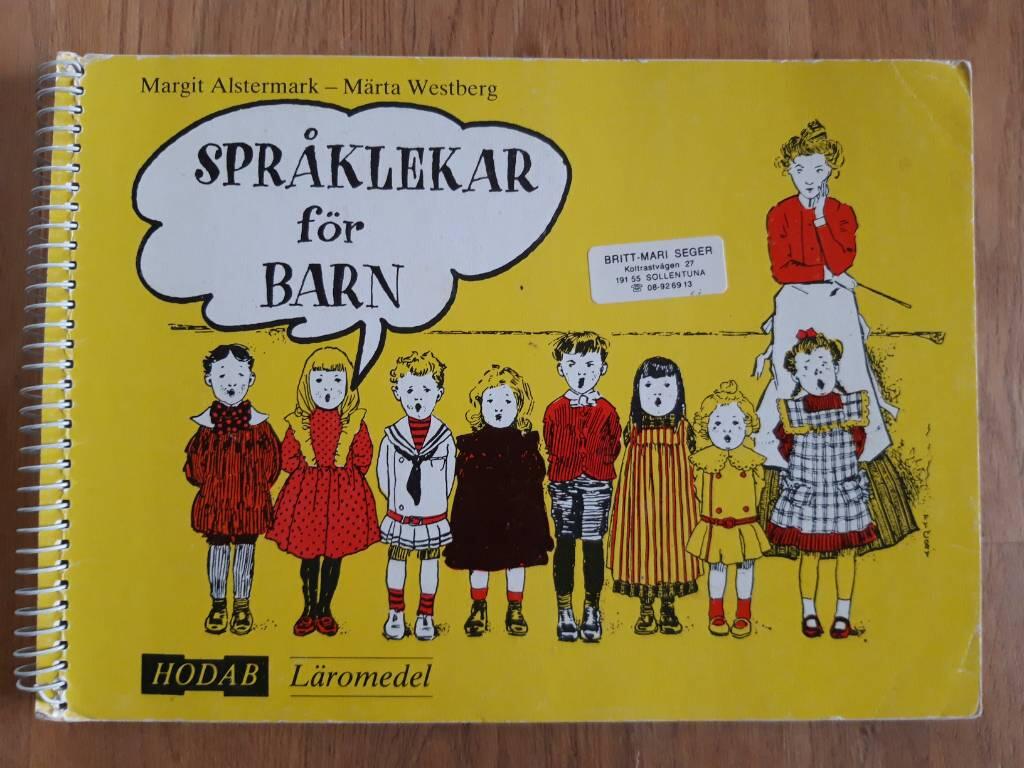 Margit Alstermark – Märta Westberg
SPRÅKLEKAR
för
BARN
BRITT-MARI SEGER
Koltrastvägen 27
191 55 SOLLENTUNA
☏ 08-92 69 13
HODAB
Läromedel